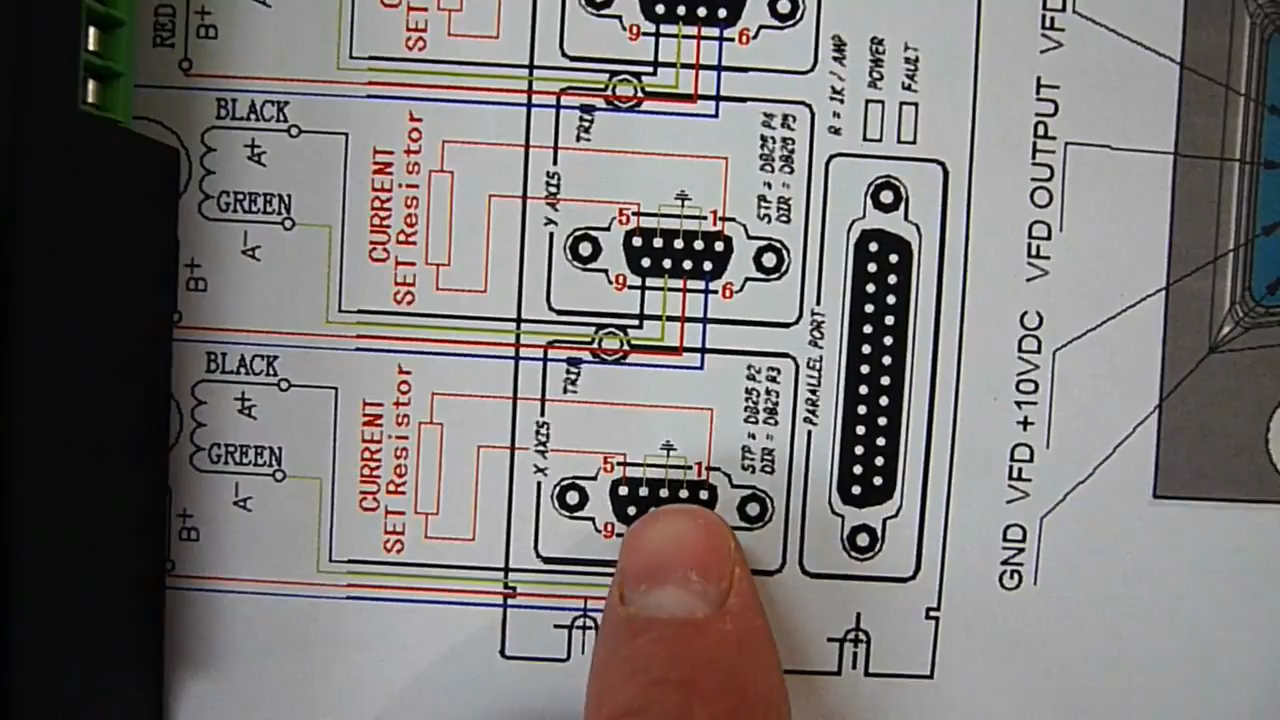 RED
B+
SET
9
6
TRIM
R = 1K / AMP
POWER
FAULT
BLACK
A+
GREEN
A-
B+
CURRENT
SET Resistor
Y AXIS
5
1
9
6
STP = DB25 P4
DIR = DB25 P5
TRIM
BLACK
A+
GREEN
A-
B+
CURRENT
SET Resistor
X AXIS
5
1
9
STP = DB25 P2
DIR = DB25 P3
PARALLEL PORT
GND VFD +10VDC VFD OUTPUT VFD